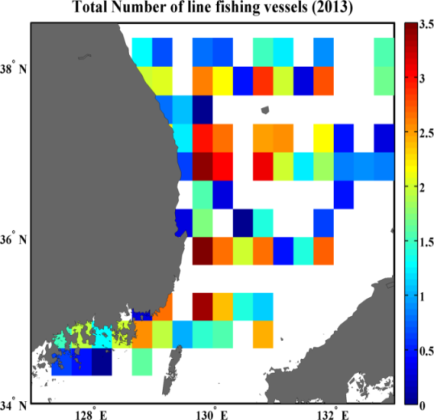 Total Number of line fishing vessels (2013)
38° N
36° N
34° N
128 °E
130 °E
132 °E
3.5
3
2.5
2
1.5
1
0.5
0